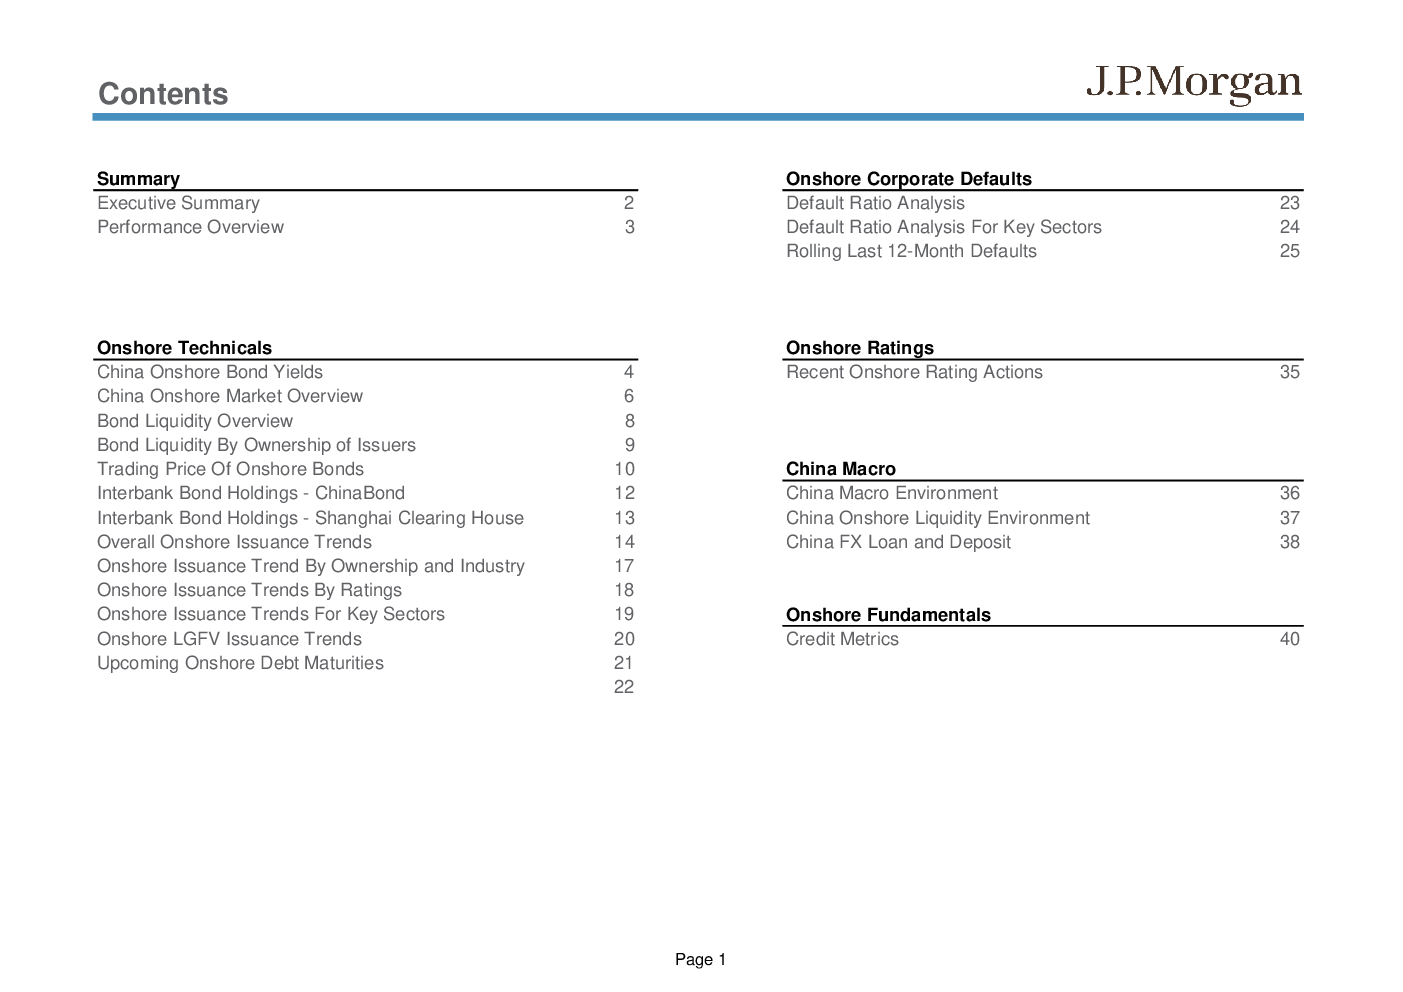 Contents
J.P.Morgan
Summary
Executive Summary 2
Performance Overview 3
Onshore Technicals
China Onshore Bond Yields 4
China Onshore Market Overview 6
Bond Liquidity Overview 8
Bond Liquidity By Ownership of Issuers 9
Trading Price Of Onshore Bonds 10
Interbank Bond Holdings - ChinaBond 12
Interbank Bond Holdings - Shanghai Clearing House 13
Overall Onshore Issuance Trends 14
Onshore Issuance Trend By Ownership and Industry 17
Onshore Issuance Trends By Ratings 18
Onshore Issuance Trends For Key Sectors 19
Onshore LGFV Issuance Trends 20
Upcoming Onshore Debt Maturities 21
22
Onshore Corporate Defaults
Default Ratio Analysis 23
Default Ratio Analysis For Key Sectors 24
Rolling Last 12-Month Defaults 25
Onshore Ratings
Recent Onshore Rating Actions 35
China Macro
China Macro Environment 36
China Onshore Liquidity Environment 37
China FX Loan and Deposit 38
Onshore Fundamentals
Credit Metrics 40
Page 1